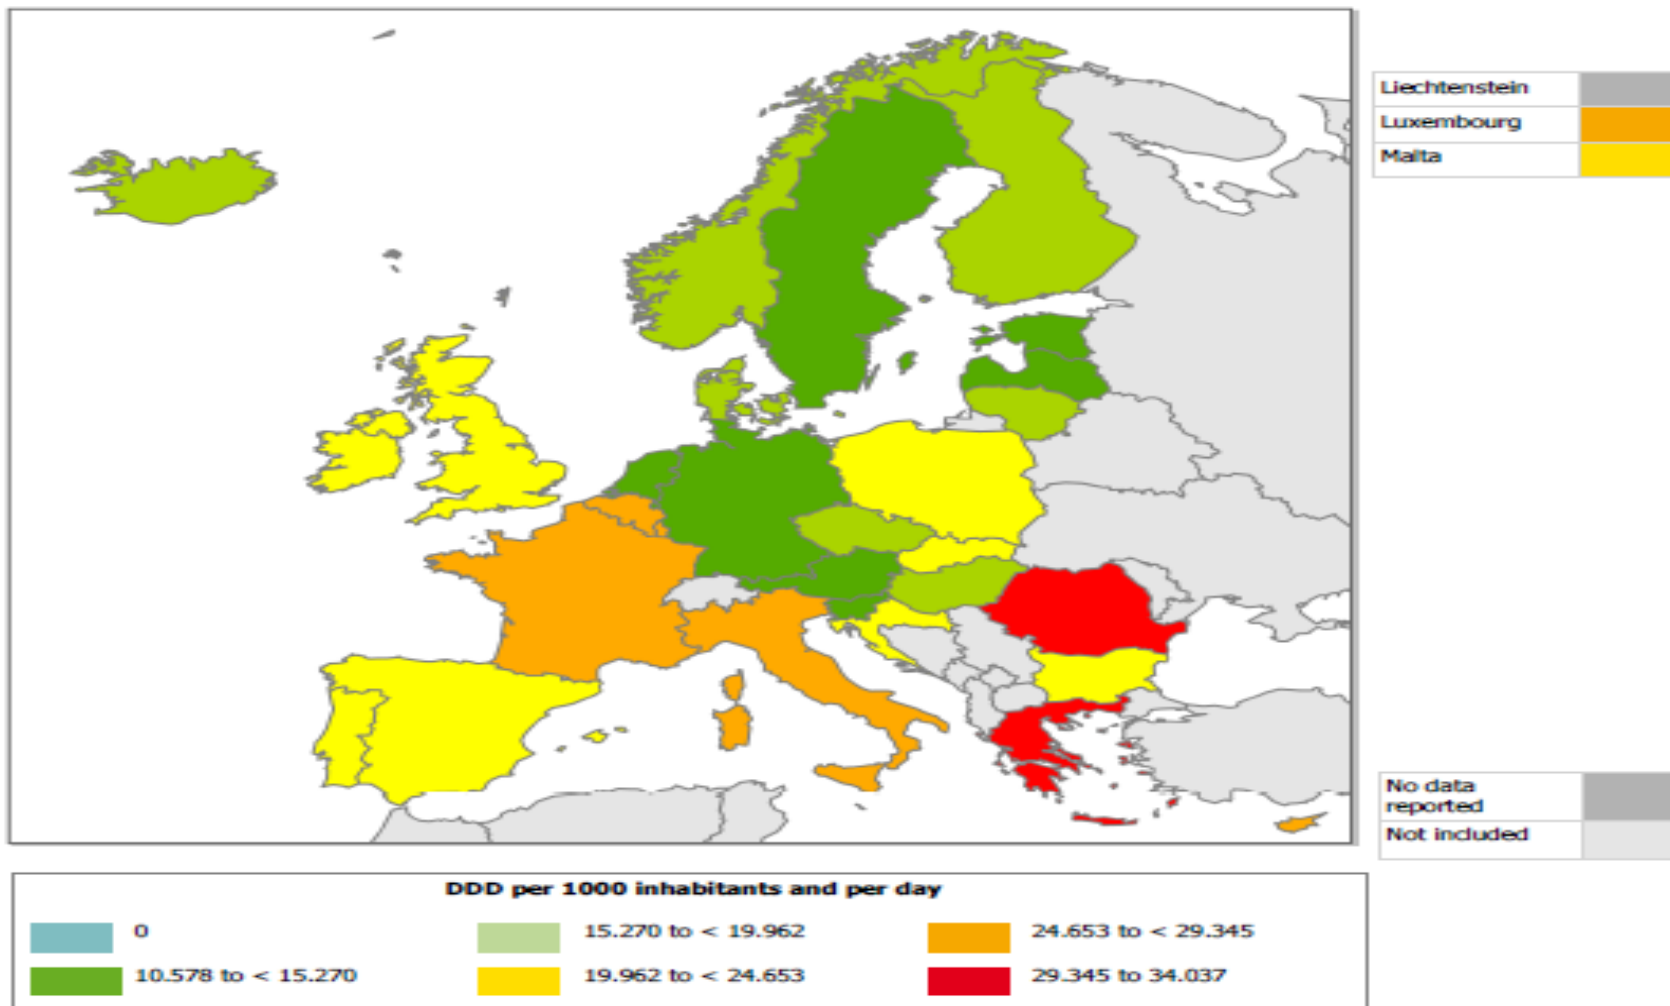 Liechtenstein
Luxembourg
Malta
No data
reported
Not included
DDD per 1000 inhabitants and per day
0
15.270 to < 19.962
24.653 to < 29.345
10.578 to < 15.270
19.962 to < 24.653
29.345 to 34.037